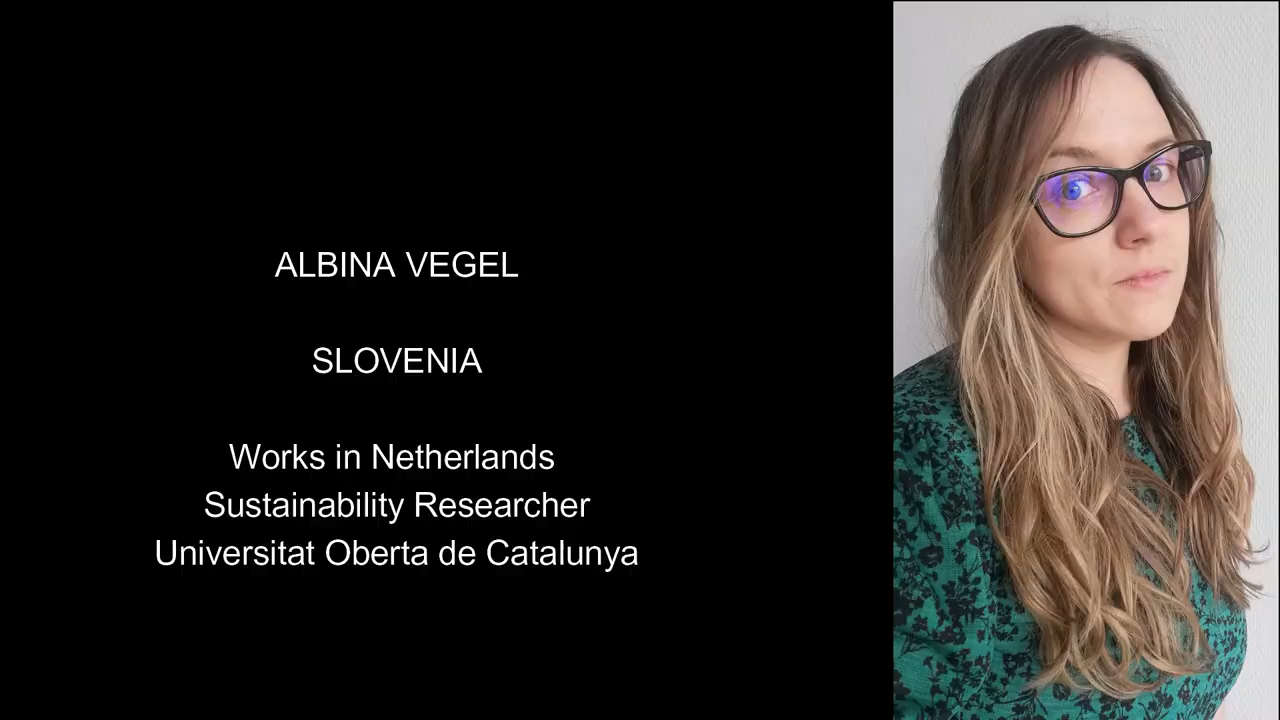 ALBINA VEGEL
SLOVENIA
Works in Netherlands
Sustainability Researcher
Universitat Oberta de Catalunya